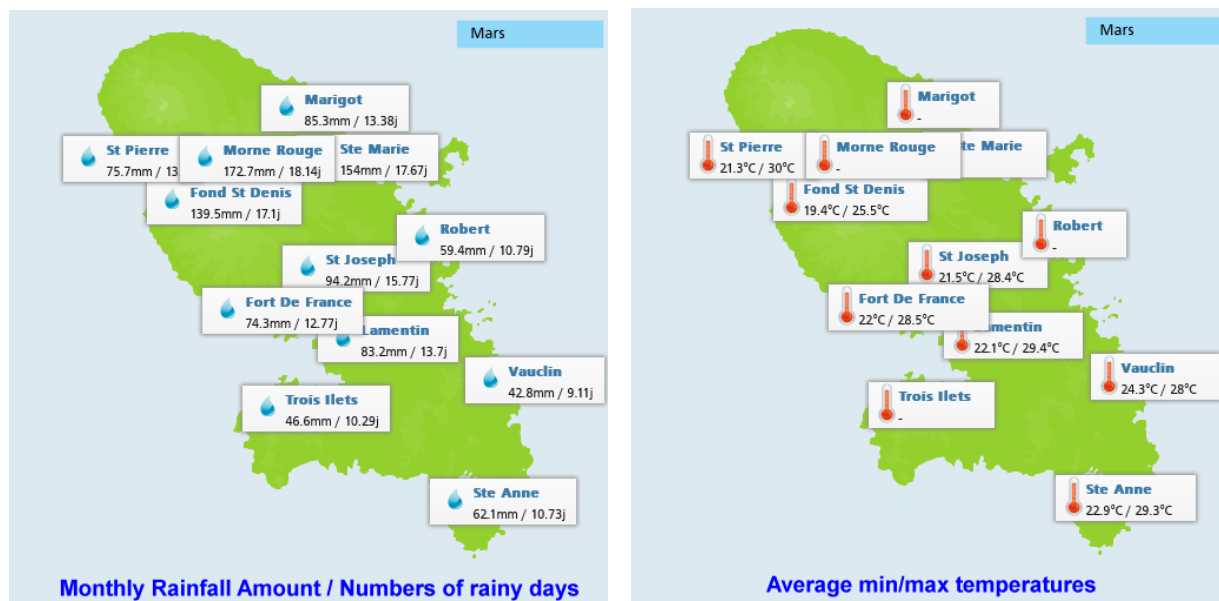 Mars
Marigot
85.3mm / 13.38j
St Pierre
75.7mm / 13
Morne Rouge
172.7mm / 18.14j
Ste Marie
154mm / 17.67j
Fond St Denis
139.5mm / 17.1j
Robert
59.4mm / 10.79j
St Joseph
94.2mm / 15.77j
Fort De France
74.3mm / 12.77j
Lamentin
83.2mm / 13.7j
Vauclin
42.8mm / 9.11j
Trois Ilets
46.6mm / 10.29j
Ste Anne
62.1mm / 10.73j
Monthly Rainfall Amount / Numbers of rainy days
Mars
Marigot
-
St Pierre
21.3°C / 30°C
Morne Rouge
-
Ste Marie
Fond St Denis
19.4°C / 25.5°C
Robert
-
St Joseph
21.5°C / 28.4°C
Fort De France
22°C / 28.5°C
Lamentin
22.1°C / 29.4°C
Vauclin
24.3°C / 28°C
Trois Ilets
-
Ste Anne
22.9°C / 29.3°C
Average min/max temperatures